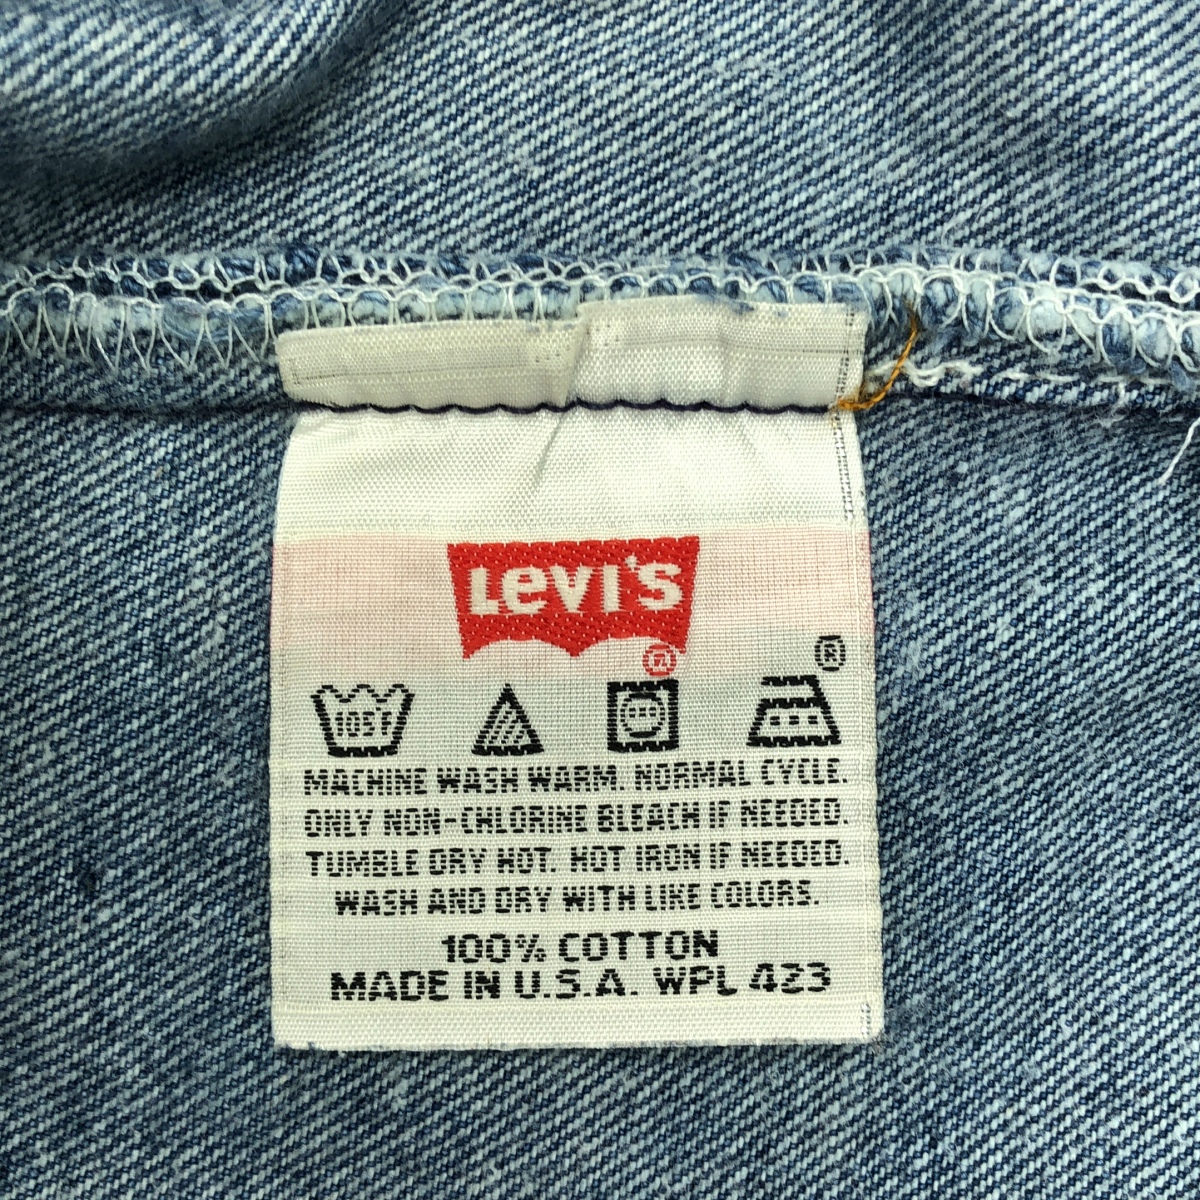 Levi's
®
®
105F
MACHINE WASH WARM. NORMAL CYCLE.
ONLY NON-CHLORINE BLEACH IF NEEDED.
TUMBLE DRY HOT. HOT IRON IF NEEDED.
WASH AND DRY WITH LIKE COLORS.
100% COTTON
MADE IN U.S.A. WPL 423